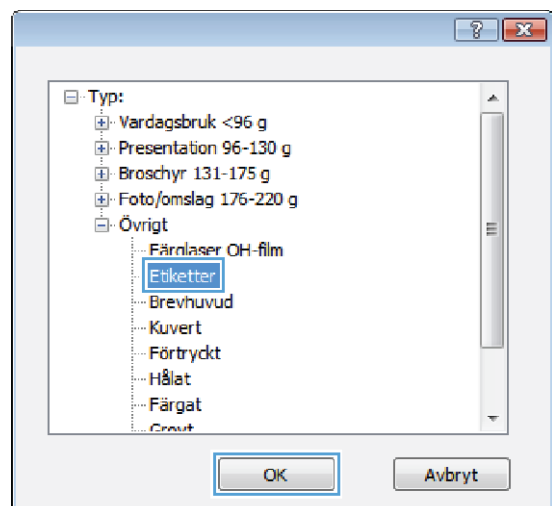 Typ:
Vardagsbruk <96 g
Presentation 96-130 g
Broschyr 131-175 g
Foto/omslag 176-220 g
Övrigt
Färglaser OH-film
Etiketter
Brevhuvud
Kuvert
Förtryckt
Hålat
Färgat
Grovt
OK Avbryt